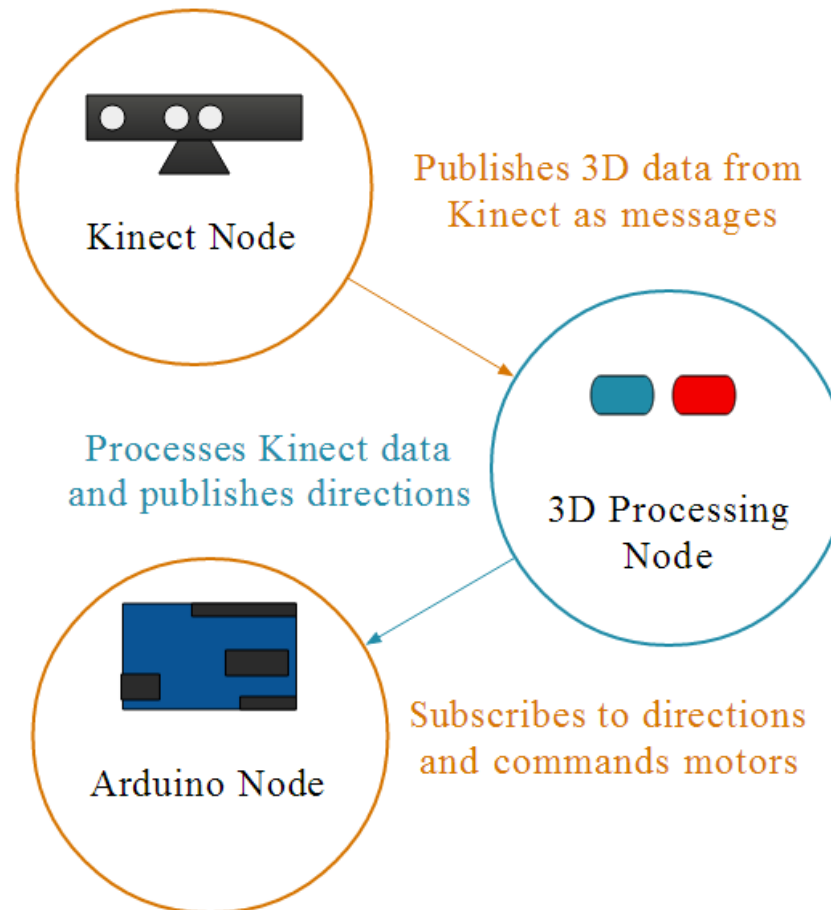 Kinect Node
Publishes 3D data from
Kinect as messages
Processes Kinect data
and publishes directions
3D Processing
Node
Arduino Node
Subscribes to directions
and commands motors